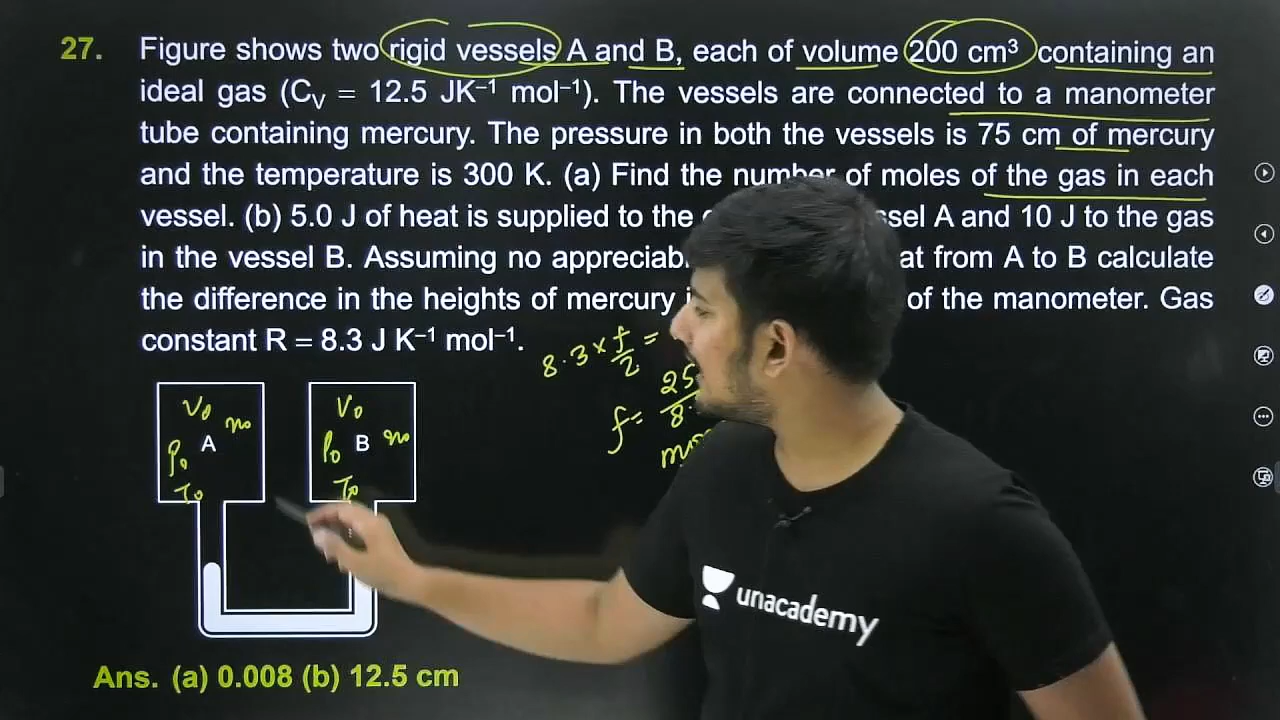 27. Figure shows two rigid vessels A and B, each of volume 200 cm³ containing an
ideal gas (C_V = 12.5 JK⁻¹ mol⁻¹). The vessels are connected to a manometer
tube containing mercury. The pressure in both the vessels is 75 cm of mercury
and the temperature is 300 K. (a) Find the number of moles of the gas in each
vessel. (b) 5.0 J of heat is supplied to the A and 10 J to the gas
in the vessel B. Assuming no from A to B calculate
the difference in the heights of mercury of the manometer. Gas
constant R = 8.3 J K⁻¹ mol⁻¹.
8.3 × f/2 =
f =
V₀ n₀
P₀ A
T₀
V₀
P₀ B n₀
T₀
unacademy
Ans. (a) 0.008 (b) 12.5 cm